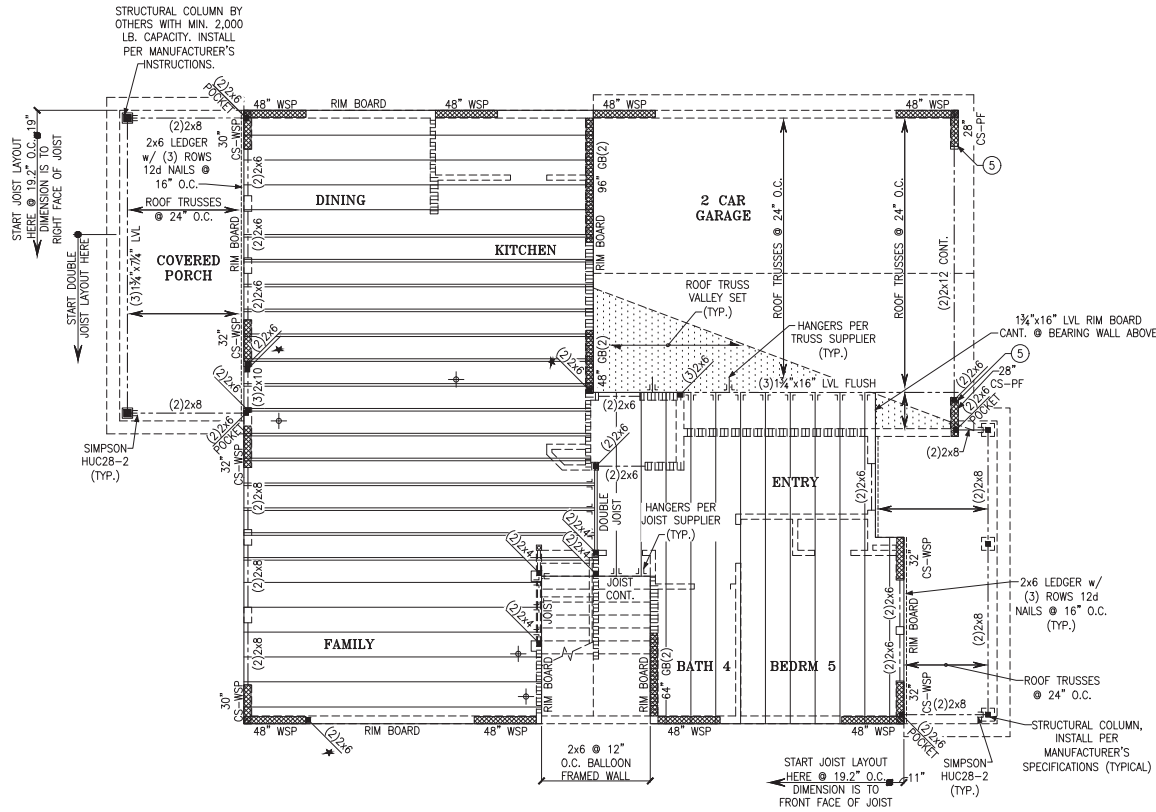 STRUCTURAL COLUMN BY
OTHERS WITH MIN. 2,000
LB. CAPACITY. INSTALL
PER MANUFACTURER'S
INSTRUCTIONS.
(2)2x6
POCKET
48" WSP
RIM BOARD
48" WSP
48" WSP
48" WSP
START JOIST LAYOUT
HERE @ 19.2" O.C.
DIMENSION IS TO
RIGHT FACE OF JOIST
19"
(2)2x8
30"
CS-WSP
28"
CS-PF
2x6 LEDGER
w/ (3) ROWS
12d NAILS @
16" O.C.
(2)2x6
5
ROOF TRUSSES
@ 24" O.C.
DINING
96" GB(2)
2 CAR
GARAGE
ROOF TRUSSES @ 24" O.C.
ROOF TRUSSES @ 24" O.C.
START DOUBLE
JOIST LAYOUT HERE
(3)1¾"x7¼" LVL
COVERED
PORCH
RIM BOARD
(2)2x6
KITCHEN
RIM BOARD
(2)2x12 CONT.
(2)2x6
ROOF TRUSS
VALLEY SET
(TYP.)
HANGERS PER
TRUSS SUPPLIER
(TYP.)
1¾"x16" LVL RIM BOARD
CANT. @ BEARING WALL ABOVE
32"
CS-WSP
(2)2x6
(2)2x6
48" GB(2)
(3)2x6
5
(3)2x10
(3)1¾"x16" LVL FLUSH
(2)2x6
28"
CS-PF
(2)2x8
(2)2x6
(2)2x6
POCKET
(2)2x6
(2)2x6
POCKET
SIMPSON
HUC28-2
(TYP.)
32"
CS-WSP
(2)2x6
(2)2x6
(2)2x8
ENTRY
(2)2x6
(2)2x8
(2)2x8
DOUBLE
JOIST
HANGERS PER
JOIST SUPPLIER
(TYP.)
(2)2x4
(2)2x4
(2)2x4
(2)2x8
JOIST
CONT.
32"
CS-WSP
2x6 LEDGER w/
(3) ROWS 12d
NAILS @ 16" O.C.
(TYP.)
JOIST
(2)2x4
(2)2x6
RIM BOARD
(2)2x8
(2)2x8
FAMILY
RIM BOARD
RIM BOARD
64" GB(2)
BATH 4
BEDRM 5
(2)2x6
ROOF TRUSSES
@ 24" O.C.
30"
CS-WSP
32"
CS-WSP
(2)2x8
48" WSP
RIM BOARD
48" WSP
48" WSP
48" WSP
(2)2x6
(2)2x6
POCKET
STRUCTURAL COLUMN,
INSTALL PER
MANUFACTURER'S
SPECIFICATIONS (TYPICAL)
2x6 @ 12"
O.C. BALLOON
FRAMED WALL
START JOIST LAYOUT
HERE @ 19.2" O.C.
DIMENSION IS TO
FRONT FACE OF JOIST
11"
SIMPSON
HUC28-2
(TYP.)